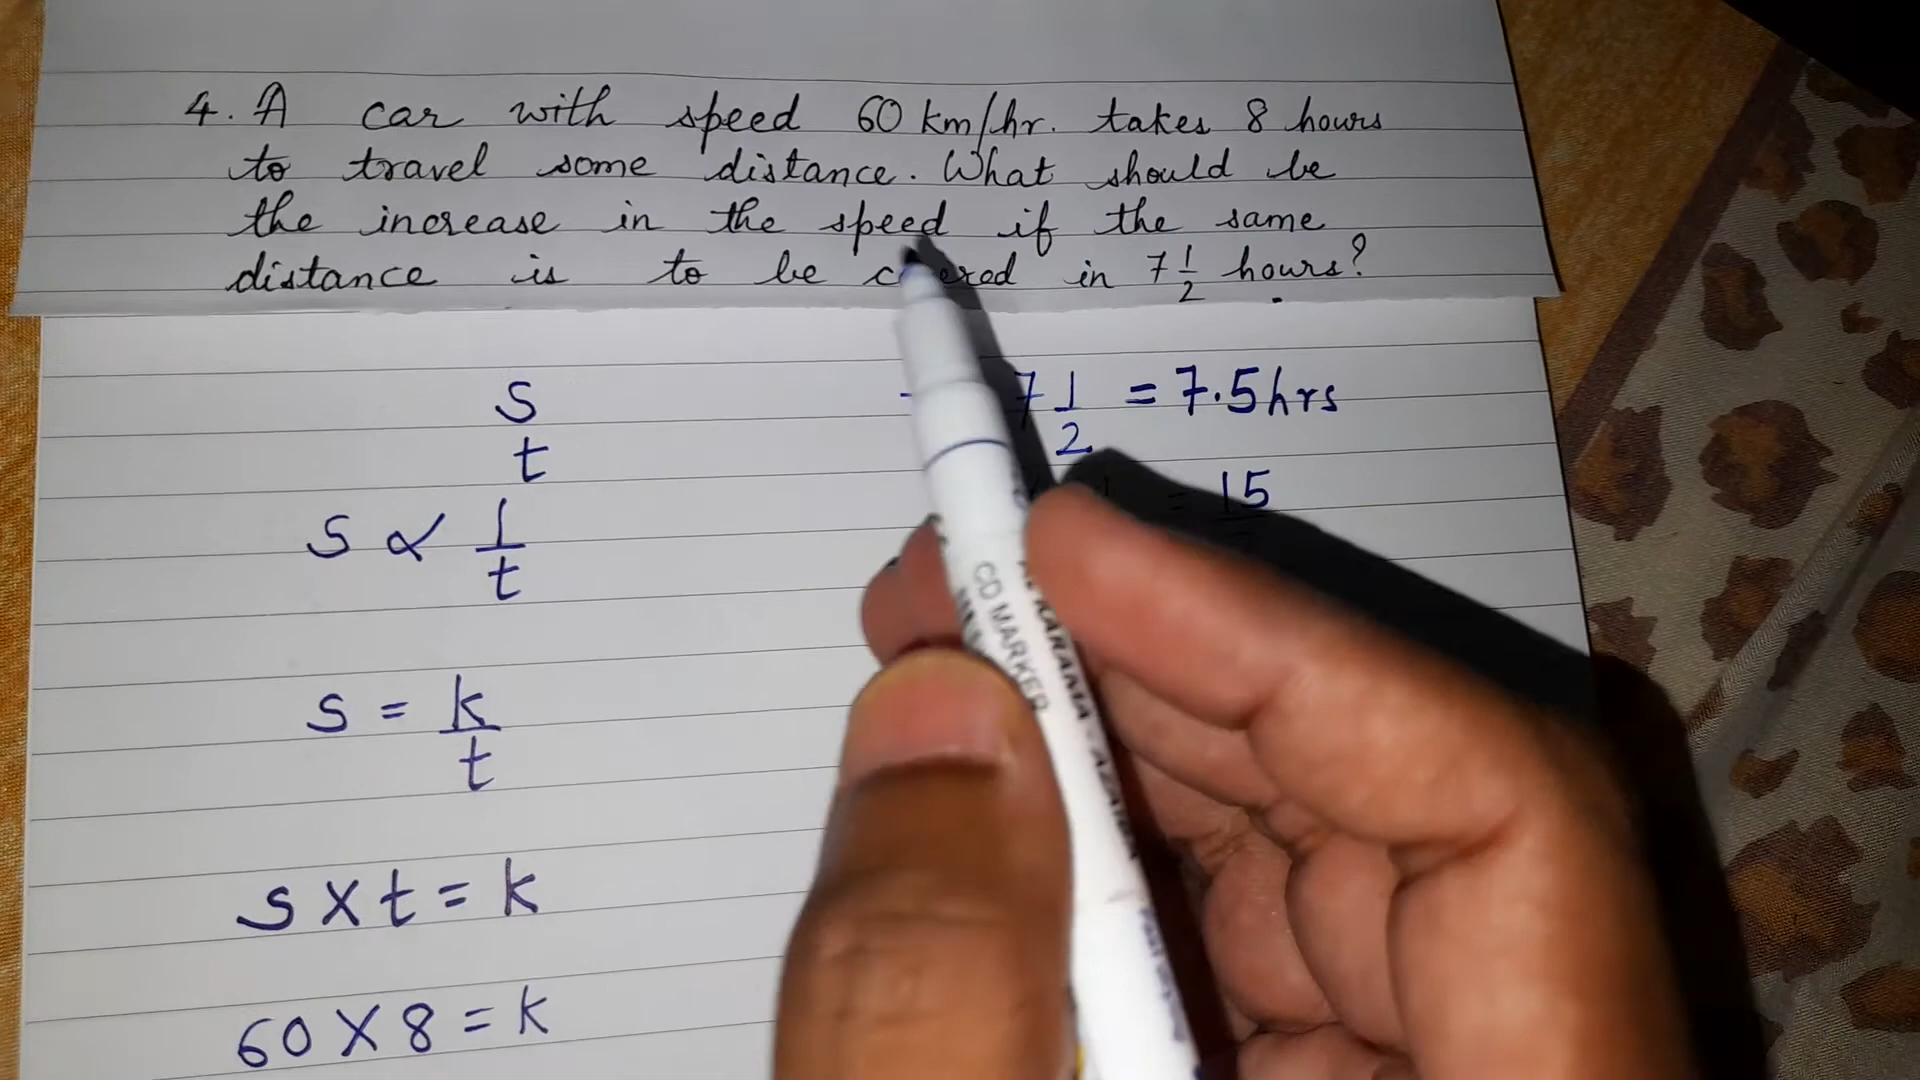 4. A car with speed 60 km/hr. takes 8 hours
to travel some distance. What should be
the increase in the speed if the same
distance is to be covered in 7 1/2 hours?
s
t
7 1/2 = 7.5 hrs
= 15
s ∝ 1/t
s = k/t
s x t = k
60 x 8 = k
CD MARKER